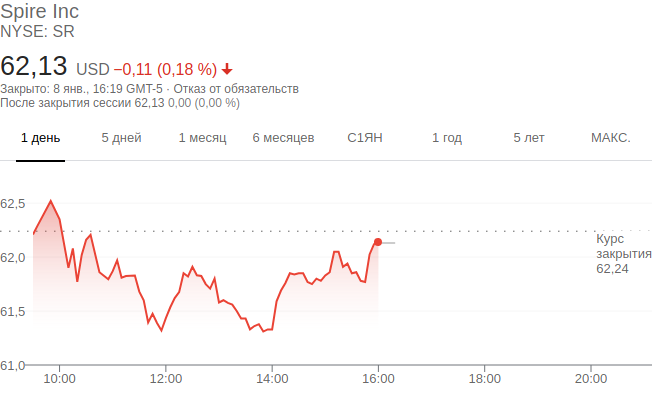 Spire Inc
NYSE: SR
62,13 USD −0,11 (0,18 %)
Закрыто: 8 янв., 16:19 GMT-5 · Отказ от обязательств
После закрытия сессии 62,13 0,00 (0,00 %)
1 день 5 дней 1 месяц 6 месяцев С1ЯН 1 год 5 лет МАКС.
62,5
Курс
закрытия
62,24
62,0
61,5
61,0
10:00 12:00 14:00 16:00 18:00 20:00